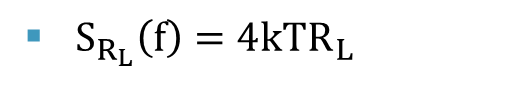 ▪ S_{R_L}(f) = 4kTR_L